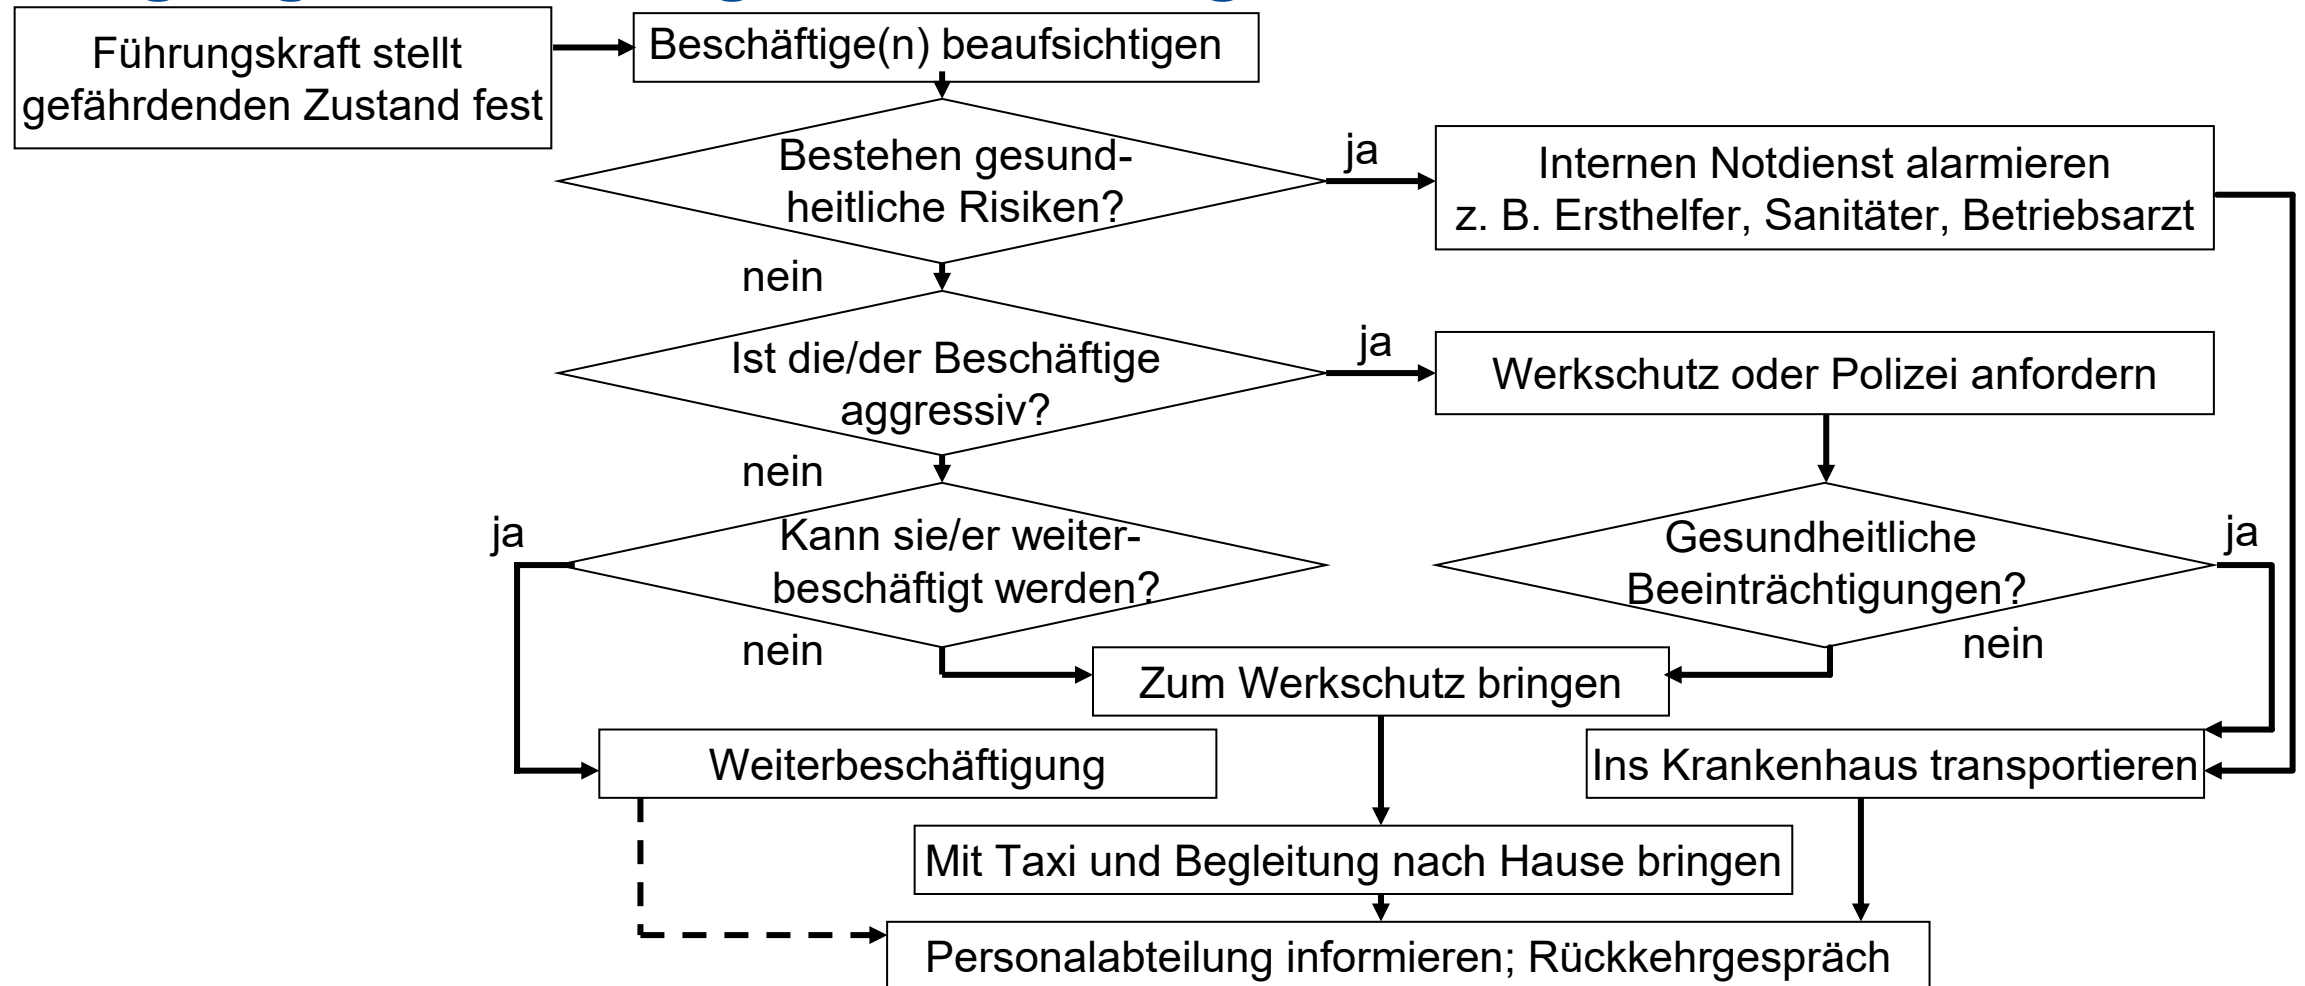 Führungskraft stellt
gefährdenden Zustand fest
Beschäftige(n) beaufsichtigen
Bestehen gesund-
heitliche Risiken?
ja
Internen Notdienst alarmieren
z. B. Ersthelfer, Sanitäter, Betriebsarzt
nein
Ist die/der Beschäftige
aggressiv?
ja
Werkschutz oder Polizei anfordern
nein
ja
Kann sie/er weiter-
beschäftigt werden?
Gesundheitliche
Beeinträchtigungen?
ja
nein
nein
Zum Werkschutz bringen
Weiterbeschäftigung
Ins Krankenhaus transportieren
Mit Taxi und Begleitung nach Hause bringen
Personalabteilung informieren; Rückkehrgespräch